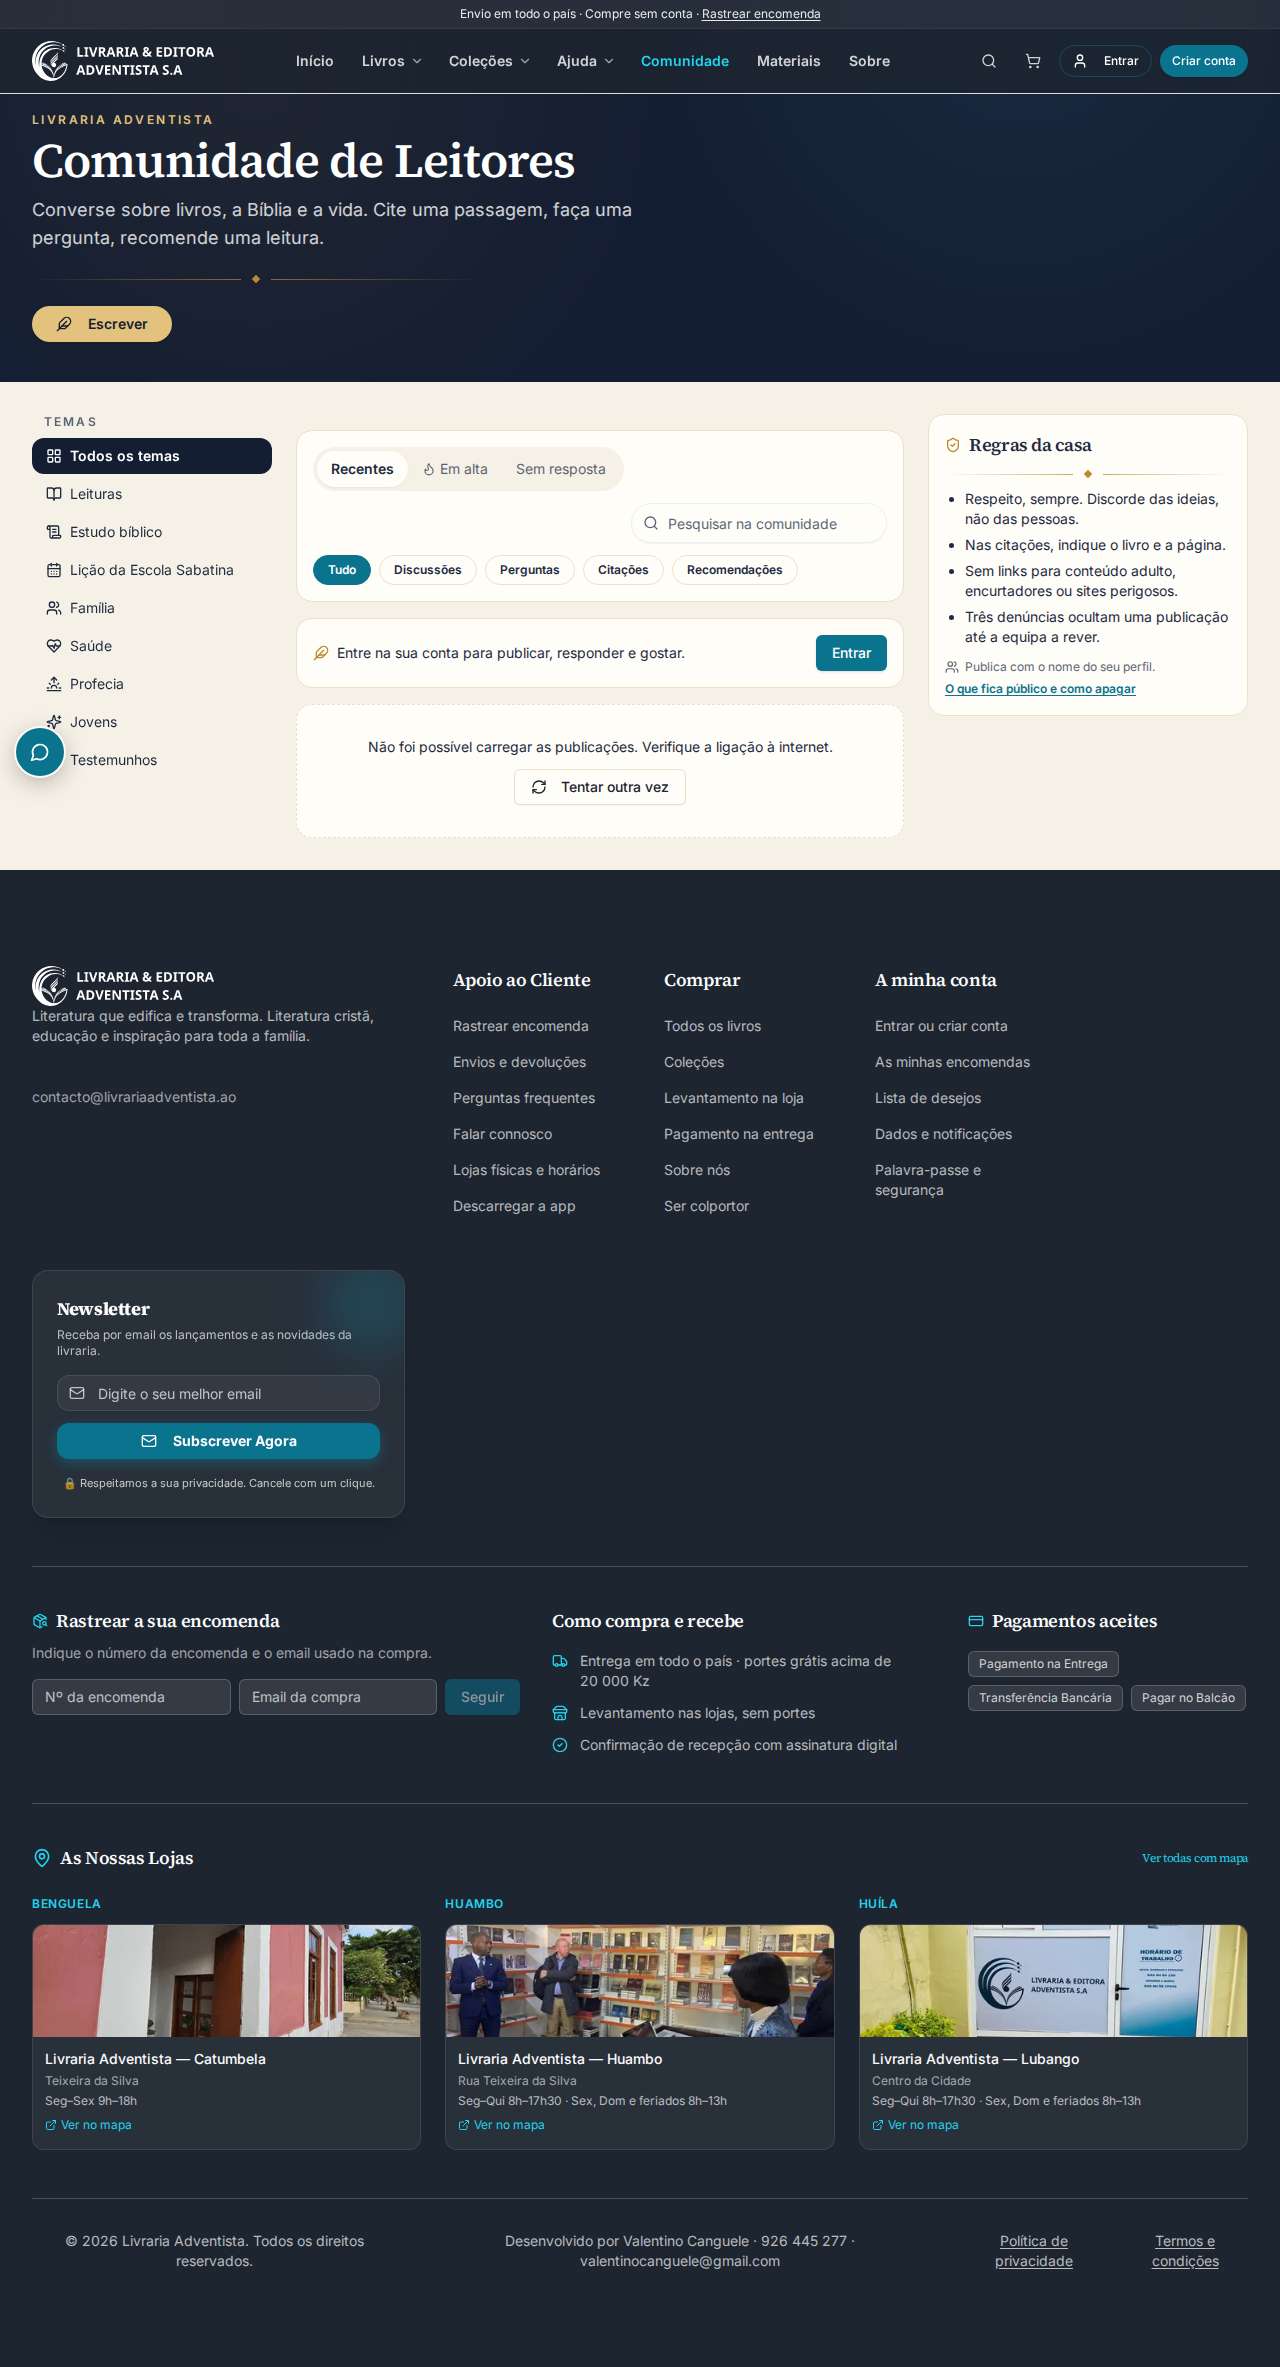 Envio em todo o país · Compre sem conta · Rastrear encomenda
LIVRARIA & EDITORA
ADVENTISTA S.A
Início
Livros
Coleções
Ajuda
Comunidade
Materiais
Sobre
Entrar
Criar conta
LIVRARIA ADVENTISTA
Comunidade de Leitores
Converse sobre livros, a Bíblia e a vida. Cite uma passagem, faça uma
pergunta, recomende uma leitura.
Escrever
TEMAS
Todos os temas
Leituras
Estudo bíblico
Lição da Escola Sabatina
Família
Saúde
Profecia
Jovens
Testemunhos
Recentes
Em alta
Sem resposta
Pesquisar na comunidade
Tudo
Discussões
Perguntas
Citações
Recomendações
Entre na sua conta para publicar, responder e gostar.
Entrar
Não foi possível carregar as publicações. Verifique a ligação à internet.
Tentar outra vez
Regras da casa
Respeito, sempre. Discorde das ideias,
não das pessoas.
Nas citações, indique o livro e a página.
Sem links para conteúdo adulto,
encurtadores ou sites perigosos.
Três denúncias ocultam uma publicação
até a equipa a rever.
Publica com o nome do seu perfil.
O que fica público e como apagar
LIVRARIA & EDITORA
ADVENTISTA S.A
Literatura que edifica e transforma. Literatura cristã,
educação e inspiração para toda a família.
contacto@livrariaadventista.ao
Apoio ao Cliente
Rastrear encomenda
Envios e devoluções
Perguntas frequentes
Falar connosco
Lojas físicas e horários
Descarregar a app
Comprar
Todos os livros
Coleções
Levantamento na loja
Pagamento na entrega
Sobre nós
Ser colportor
A minha conta
Entrar ou criar conta
As minhas encomendas
Lista de desejos
Dados e notificações
Palavra-passe e
segurança
Newsletter
Receba por email os lançamentos e as novidades da
livraria.
Digite o seu melhor email
Subscrever Agora
🔒 Respeitamos a sua privacidade. Cancele com um clique.
Rastrear a sua encomenda
Indique o número da encomenda e o email usado na compra.
Nº da encomenda
Email da compra
Seguir
Como compra e recebe
Entrega em todo o país · portes grátis acima de
20 000 Kz
Levantamento nas lojas, sem portes
Confirmação de recepção com assinatura digital
Pagamentos aceites
Pagamento na Entrega
Transferência Bancária
Pagar no Balcão
As Nossas Lojas
Ver todas com mapa
BENGUELA
Livraria Adventista — Catumbela
Teixeira da Silva
Seg–Sex 9h–18h
Ver no mapa
HUAMBO
Livraria Adventista — Huambo
Rua Teixeira da Silva
Seg–Qui 8h–17h30 · Sex, Dom e feriados 8h–13h
Ver no mapa
HUÍLA
LIVRARIA & EDITORA
ADVENTISTA S.A
HORÁRIO DE
TRABALHO
Livraria Adventista — Lubango
Centro da Cidade
Seg–Qui 8h–17h30 · Sex, Dom e feriados 8h–13h
Ver no mapa
© 2026 Livraria Adventista. Todos os direitos
reservados.
Desenvolvido por Valentino Canguele · 926 445 277 ·
valentinocanguele@gmail.com
Política de
privacidade
Termos e
condições